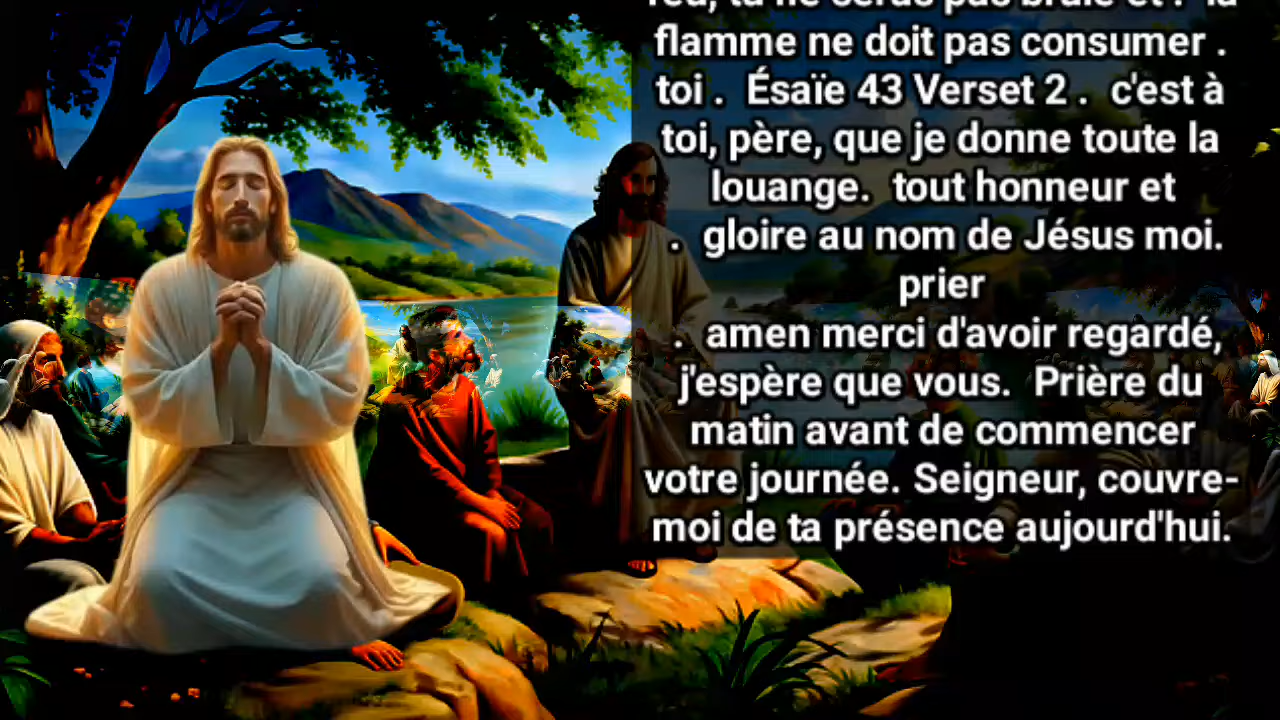 flamme ne doit pas consumer .
toi .  Ésaïe 43 Verset 2 .  c'est à
toi, père, que je donne toute la
louange.  tout honneur et
.  gloire au nom de Jésus moi.
prier
.  amen merci d'avoir regardé,
j'espère que vous.  Prière du
matin avant de commencer
votre journée. Seigneur, couvre-
moi de ta présence aujourd'hui.